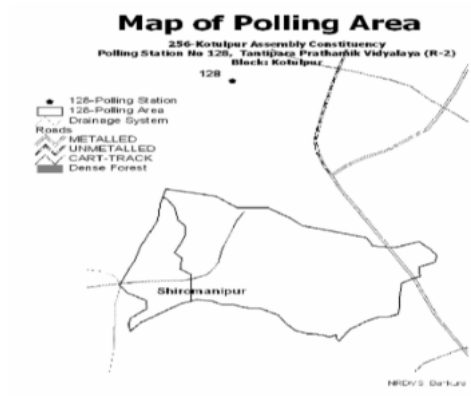 Map of Polling Area
256-Kotulpur Assembly Constituency
Polling Station No 128, Tantipara Prathamik Vidyalaya (R-2)
Block: Kotulpur
128
128-Polling Station
128-Polling Area
Drainage System
Roads
METALLED
UNMETALLED
CART-TRACK
Dense Forest
Shiromanipur
NRDMS Bankura